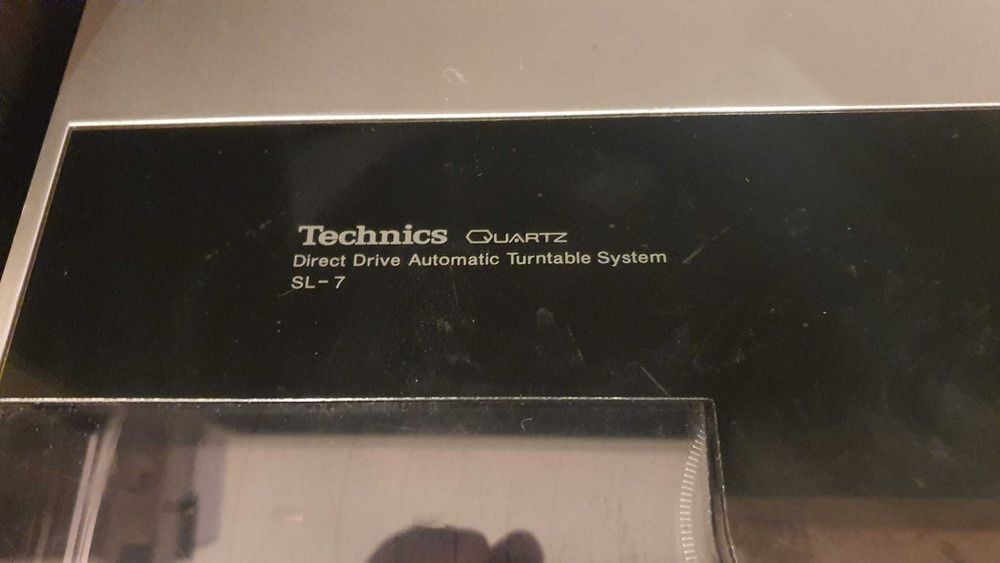 Technics QUARTZ
Direct Drive Automatic Turntable System
SL-7